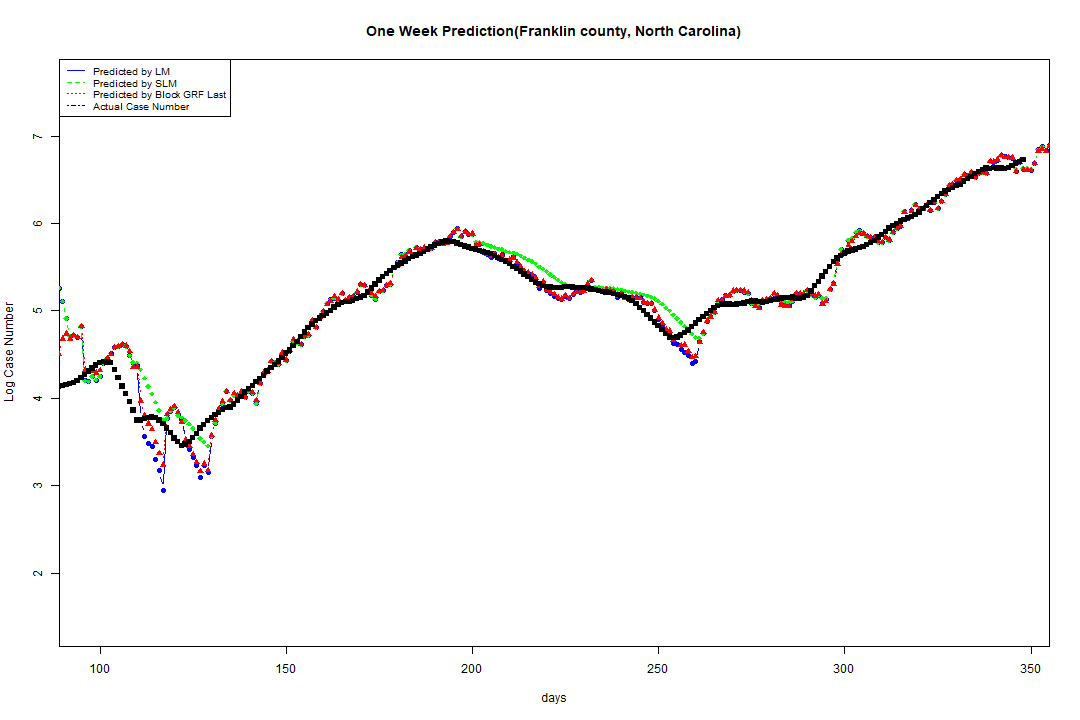 One Week Prediction(Franklin county, North Carolina)
Predicted by LM
Predicted by SLM
Predicted by Block GRF Last
Actual Case Number
Log Case Number
7
6
5
4
3
2
100 150 200 250 300 350
days